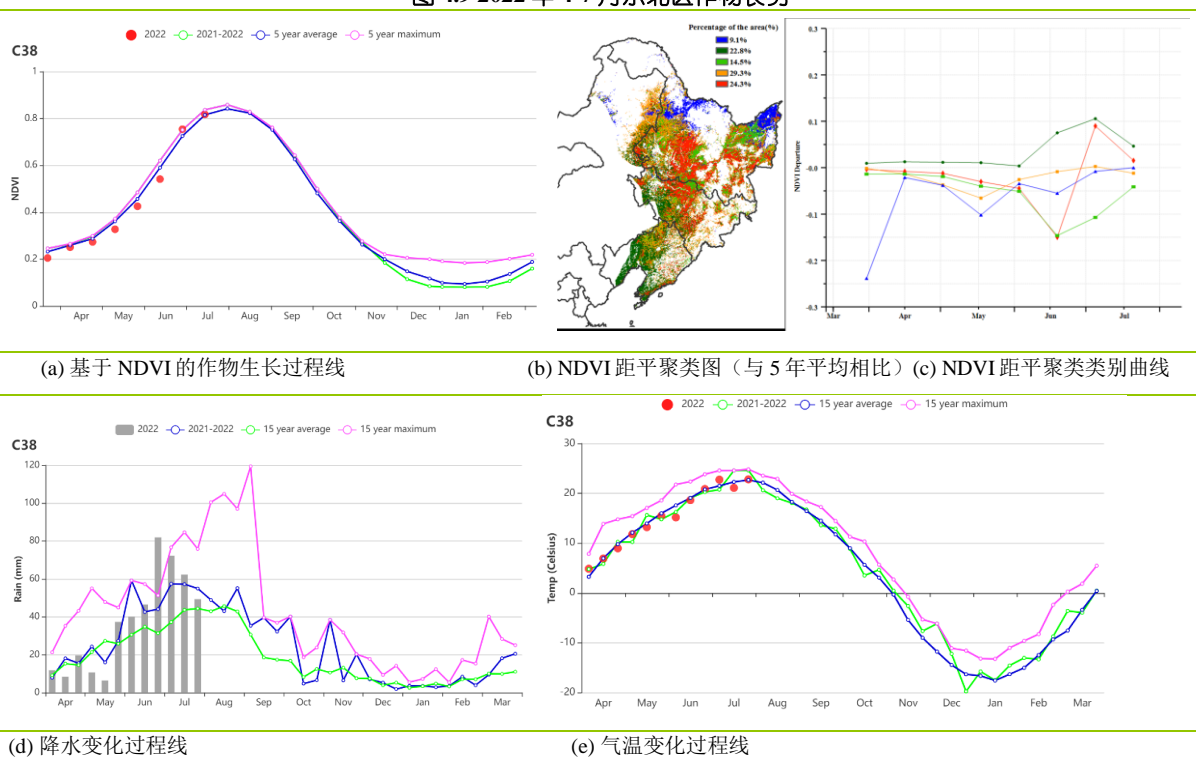 图 4.9 2022 年 4-7 月东北区作物长势
C38
2022 2021-2022 5 year average 5 year maximum
NDVI
1
0.8
0.6
0.4
0.2
0
Apr May Jun Jul Aug Sep Oct Nov Dec Jan Feb
Percentage of the area(%)
9.1%
22.8%
14.5%
29.3%
24.3%
NDVI Departure
0.3
0.2
0.1
-0.0
-0.1
-0.2
-0.3
Mar Apr May Jun Jul
(a) 基于 NDVI 的作物生长过程线
(b) NDVI 距平聚类图（与 5 年平均相比）
(c) NDVI 距平聚类类别曲线
C38
2022 2021-2022 15 year average 15 year maximum
Rain (mm)
120
100
80
60
40
20
0
Apr May Jun Jul Aug Sep Oct Nov Dec Jan Feb Mar
C38
2022 2021-2022 15 year average 15 year maximum
Temp (Celsius)
30
20
10
0
-10
-20
Apr May Jun Jul Aug Sep Oct Nov Dec Jan Feb Mar
(d) 降水变化过程线
(e) 气温变化过程线